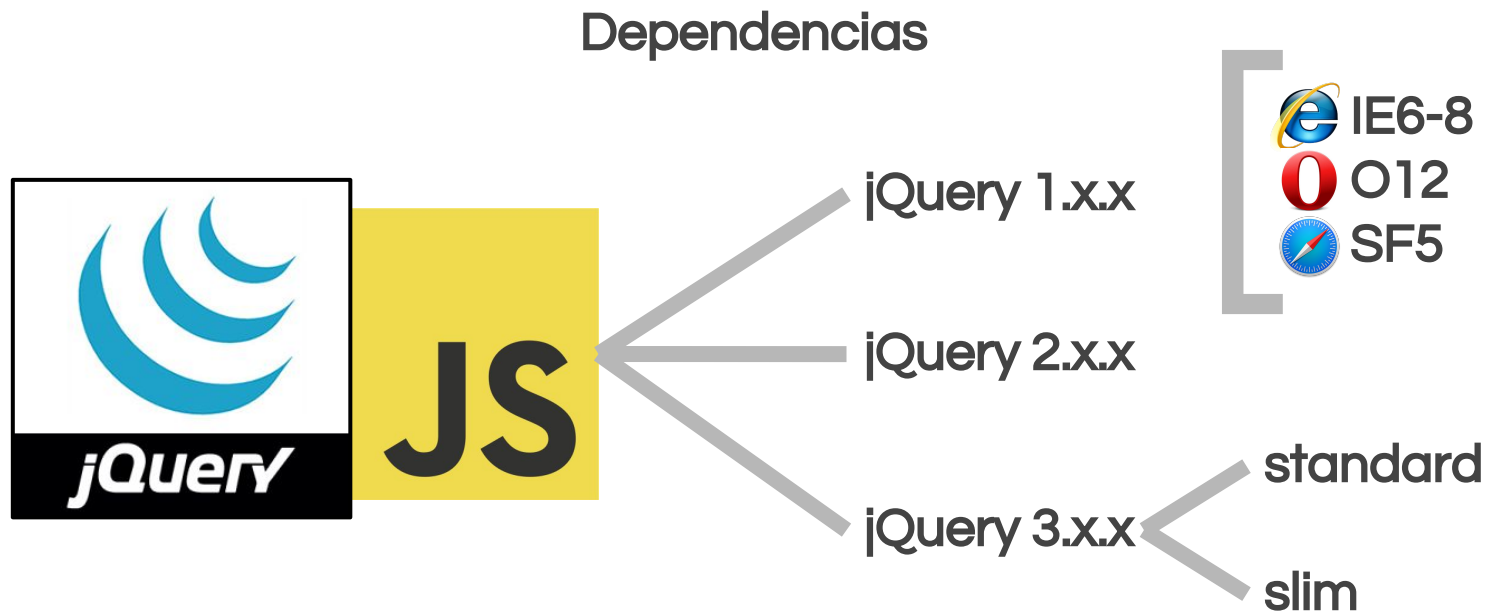 Dependencias
IE6-8
O12
SF5
jQuery 1.x.x
jQuery 2.x.x
jQuery 3.x.x
standard
slim
jQuery
JS